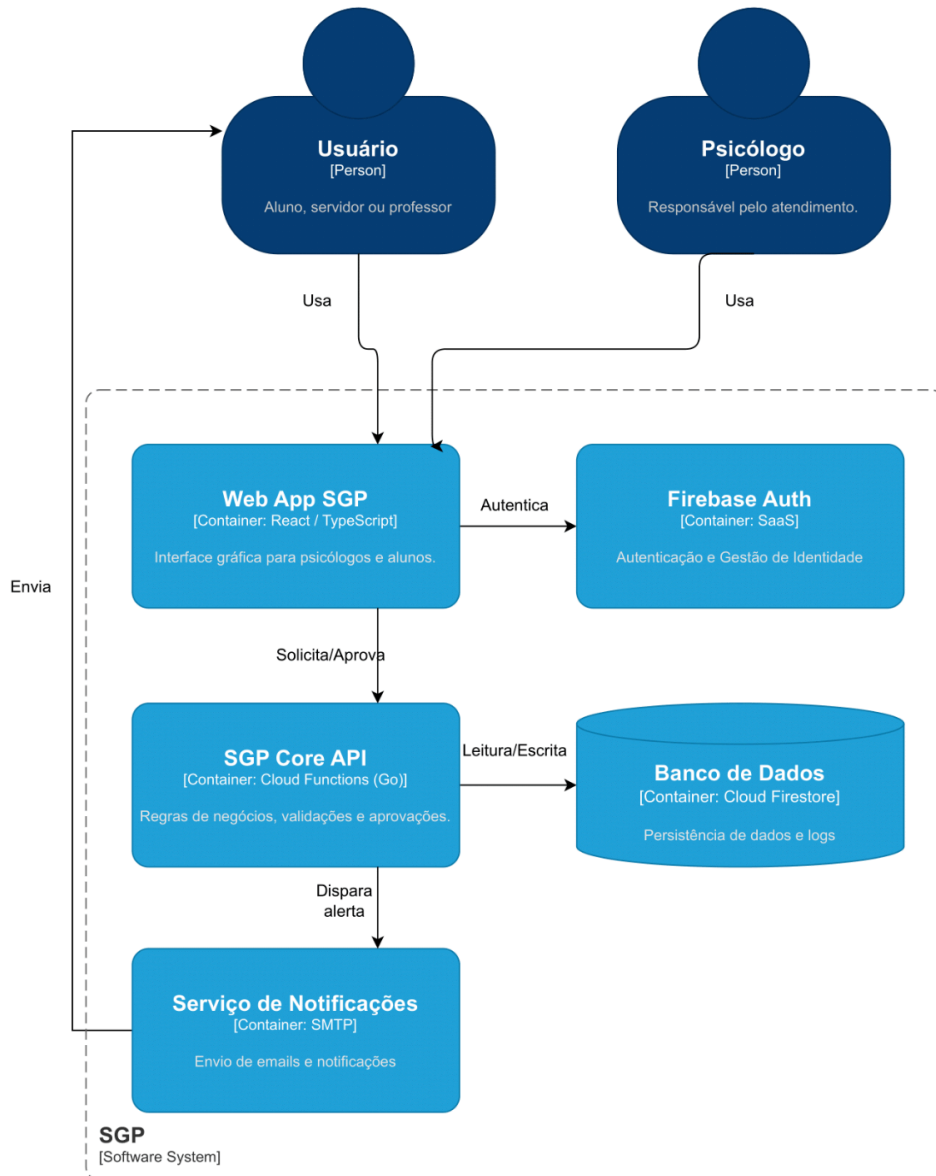 Usuário
[Person]
Aluno, servidor ou professor
Psicólogo
[Person]
Responsável pelo atendimento.
Usa
Usa
Web App SGP
[Container: React / TypeScript]
Interface gráfica para psicólogos e alunos.
Autentica
Firebase Auth
[Container: SaaS]
Autenticação e Gestão de Identidade
Envia
Solicita/Aprova
SGP Core API
[Container: Cloud Functions (Go)]
Regras de negócios, validações e aprovações.
Leitura/Escrita
Banco de Dados
[Container: Cloud Firestore]
Persistência de dados e logs
Dispara
alerta
Serviço de Notificações
[Container: SMTP]
Envio de emails e notificações
SGP
[Software System]